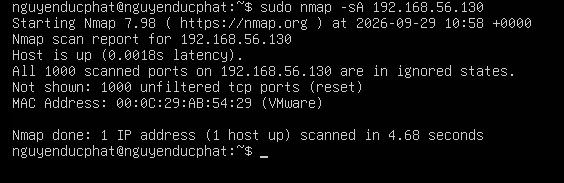 nguyenducphat@nguyenducphat:~$ sudo nmap -sA 192.168.56.130
Starting Nmap 7.98 ( https://nmap.org ) at 2026-09-29 10:58 +0000
Nmap scan report for 192.168.56.130
Host is up (0.0018s latency).
All 1000 scanned ports on 192.168.56.130 are in ignored states.
Not shown: 1000 unfiltered tcp ports (reset)
MAC Address: 00:0C:29:AB:54:29 (VMware)

Nmap done: 1 IP address (1 host up) scanned in 4.68 seconds
nguyenducphat@nguyenducphat:~$ _